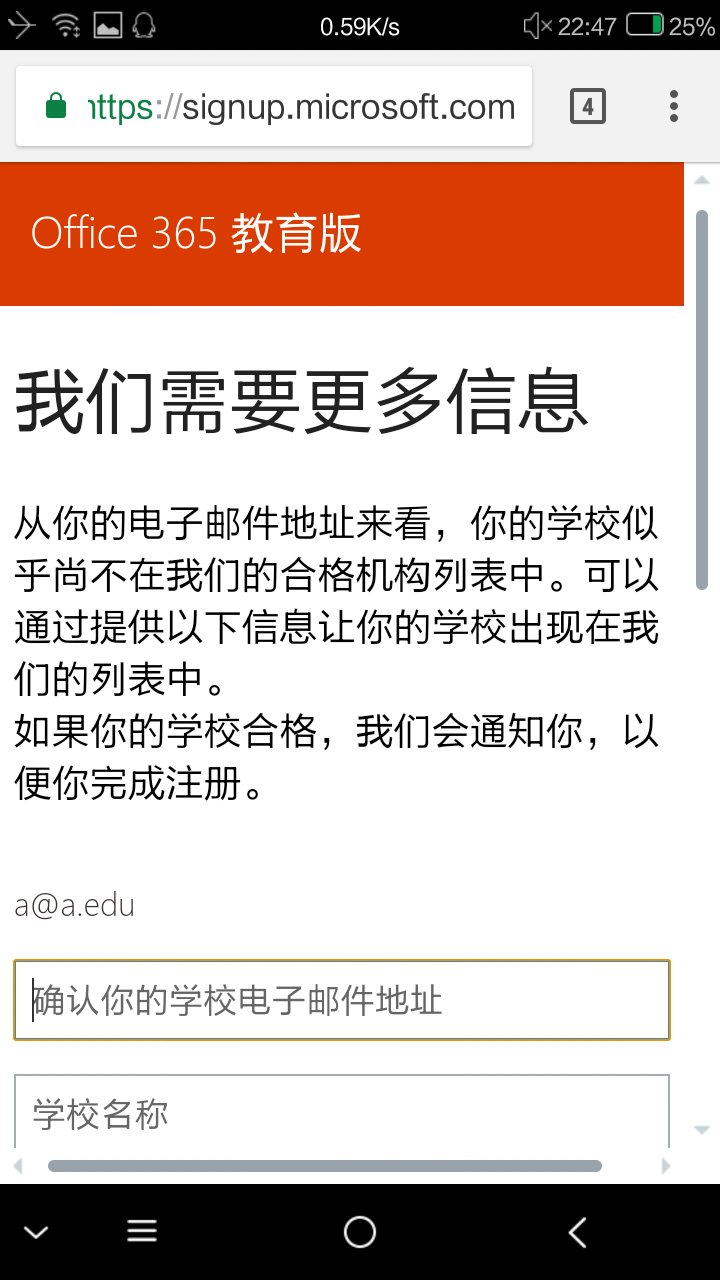 0.59K/s
22:47
25%
https://signup.microsoft.com
4
Office 365 教育版
我们需要更多信息
从你的电子邮件地址来看，你的学校似
乎尚不在我们的合格机构列表中。可以
通过提供以下信息让你的学校出现在我
们的列表中。
如果你的学校合格，我们会通知你，以
便你完成注册。
a@a.edu
确认你的学校电子邮件地址
学校名称